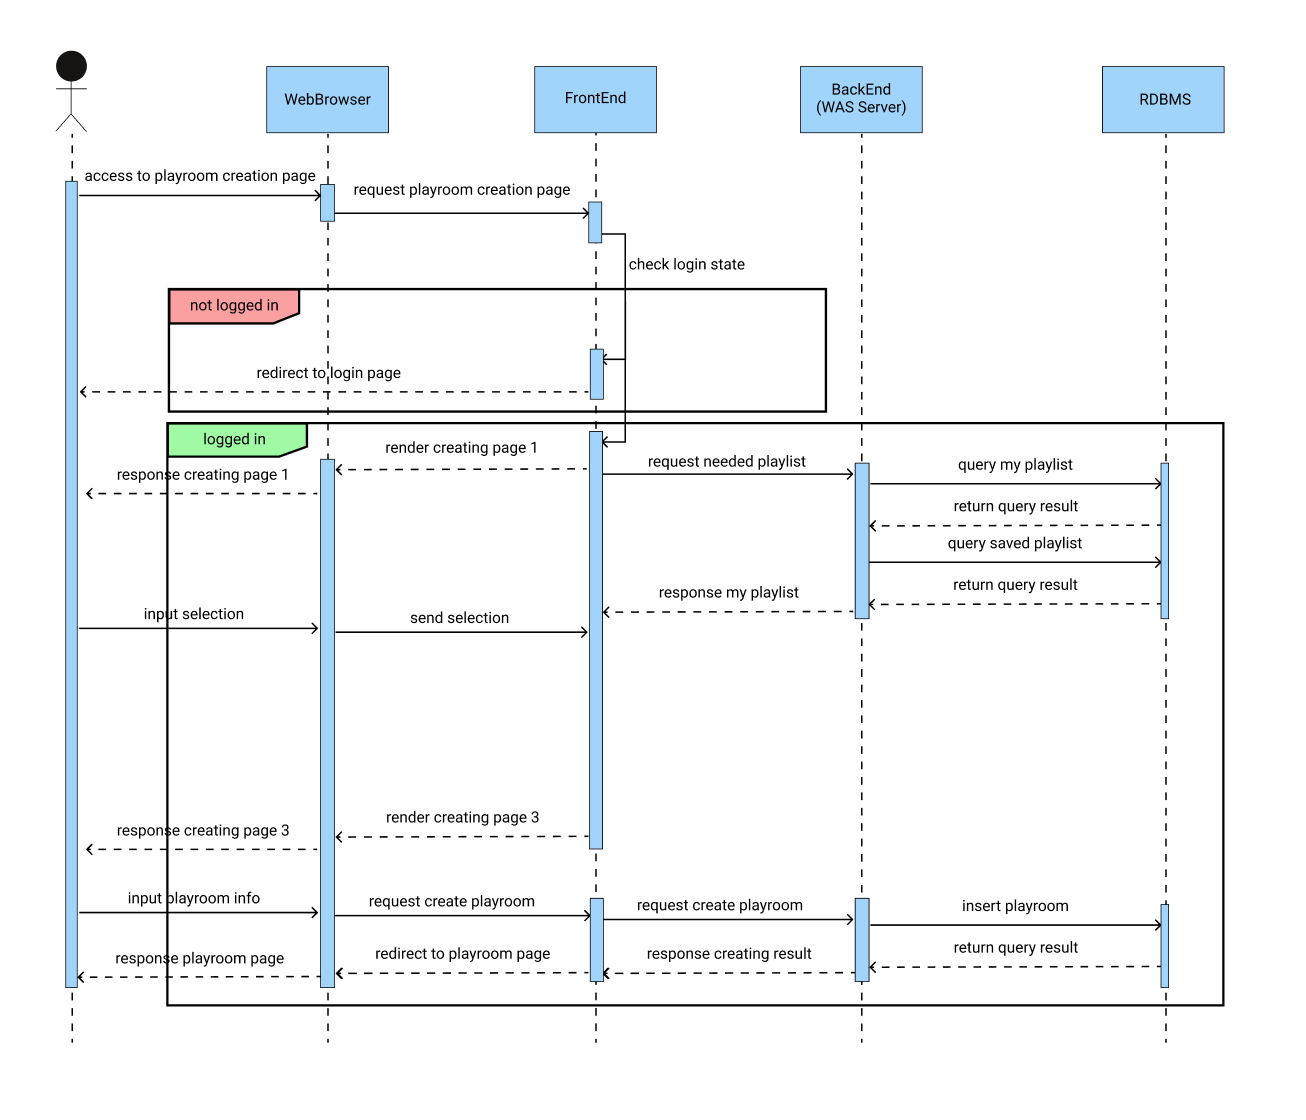 WebBrowser
FrontEnd
BackEnd
(WAS Server)
RDBMS
access to playroom creation page
request playroom creation page
check login state
not logged in
redirect to login page
logged in
render creating page 1
response creating page 1
request needed playlist
query my playlist
return query result
query saved playlist
return query result
response my playlist
input selection
send selection
render creating page 3
response creating page 3
input playroom info
request create playroom
request create playroom
insert playroom
return query result
response creating result
redirect to playroom page
response playroom page